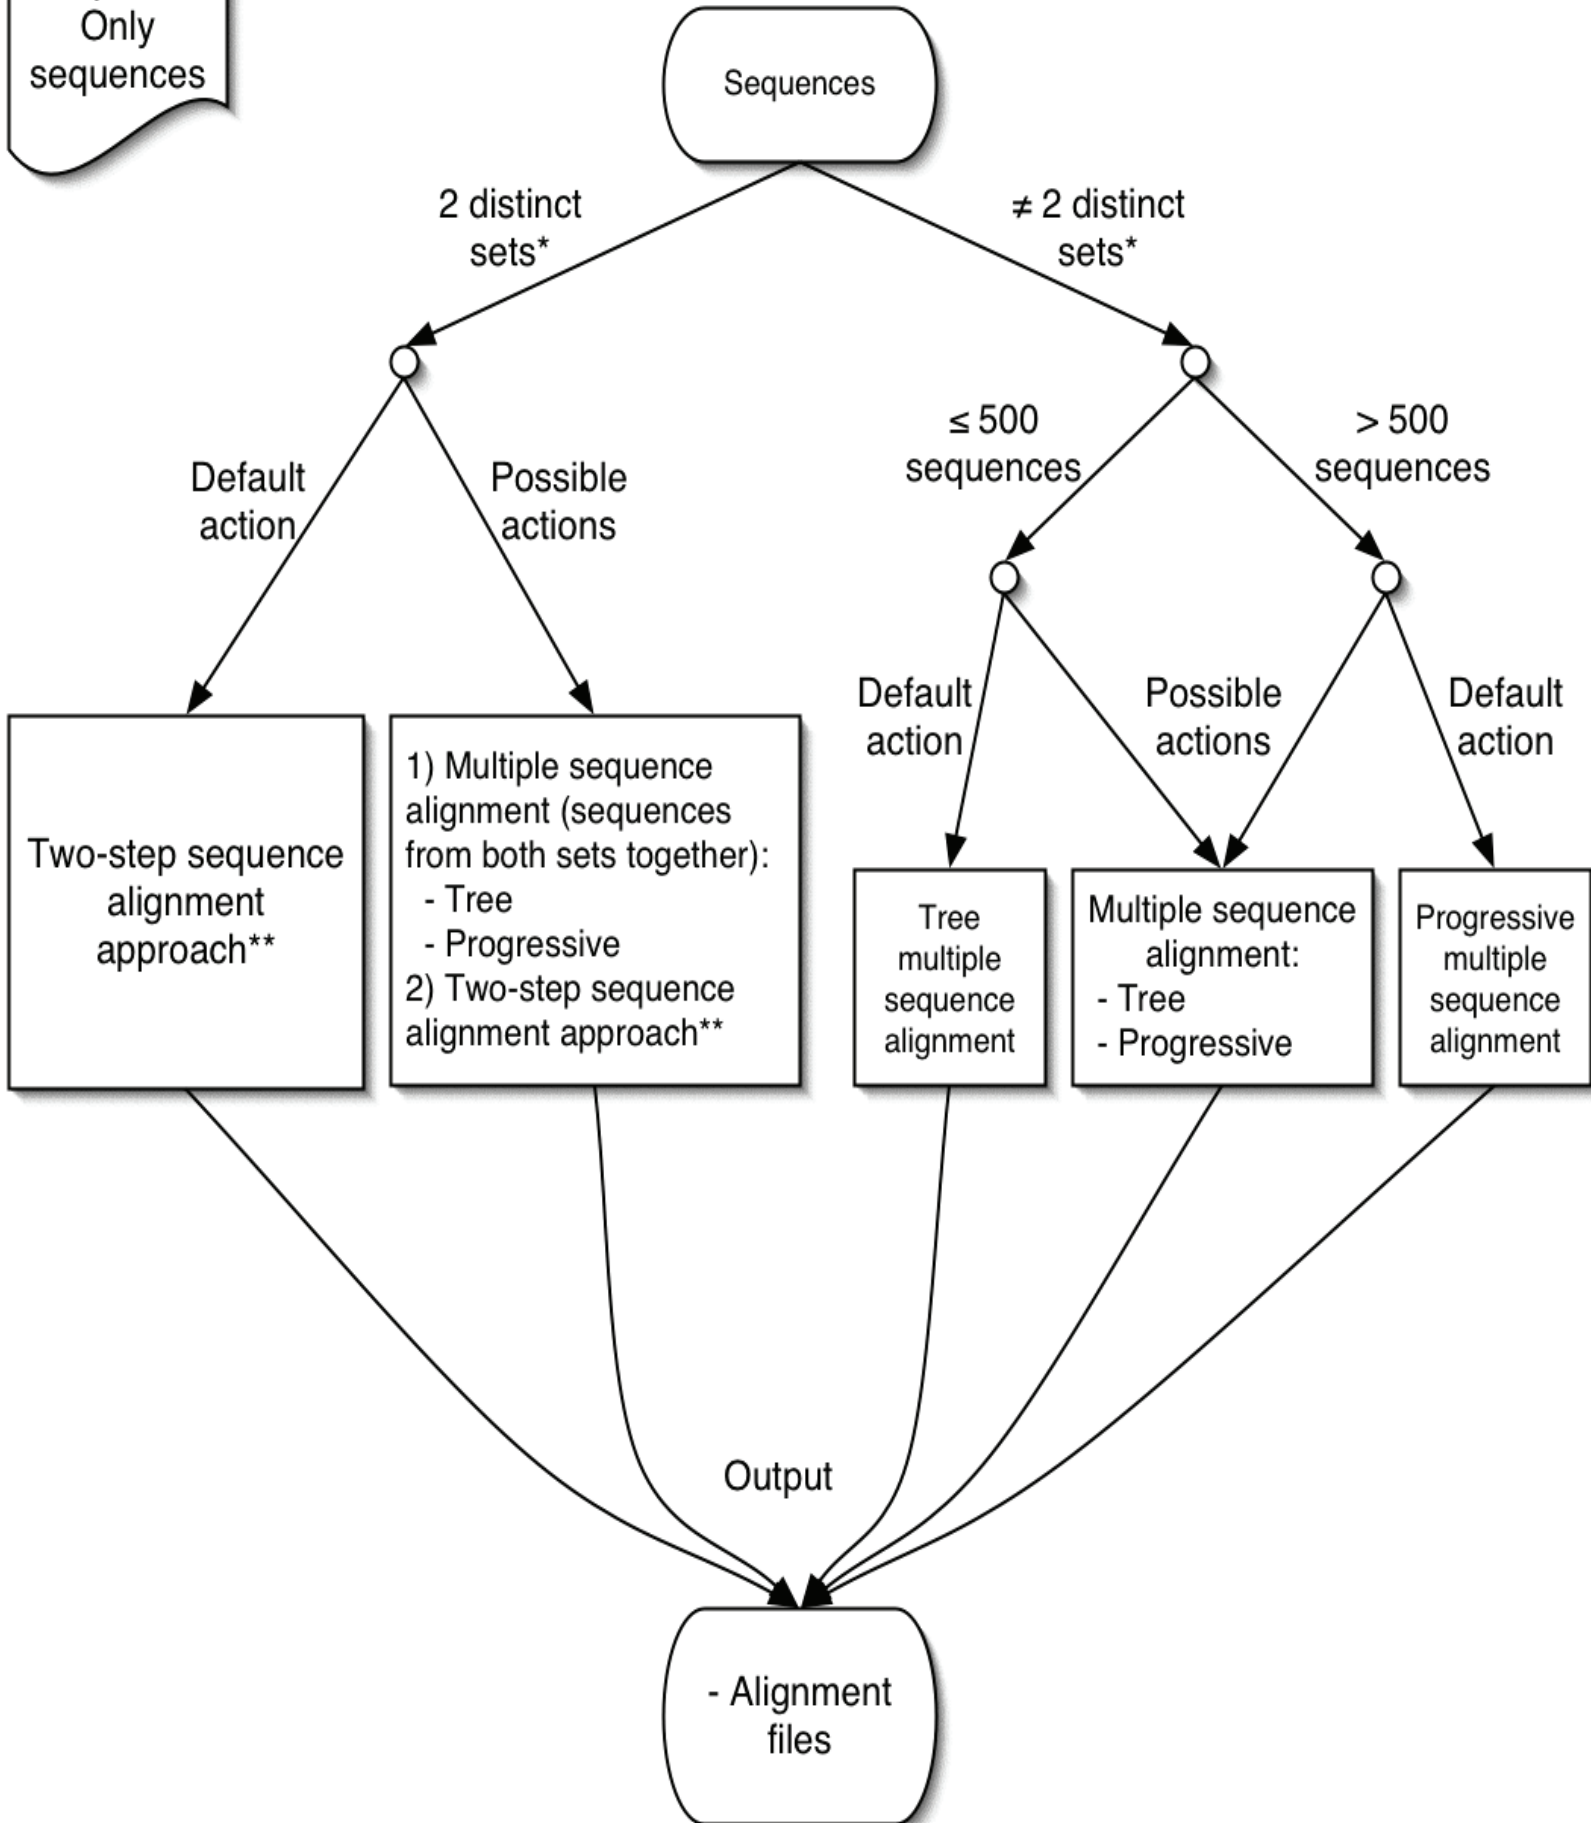 Only
sequences
Sequences
2 distinct
sets*
≠ 2 distinct
sets*
≤ 500
sequences
> 500
sequences
Default
action
Possible
actions
Default
action
Possible
actions
Default
action
Two-step sequence
alignment
approach**
1) Multiple sequence
alignment (sequences
from both sets together):
- Tree
- Progressive
2) Two-step sequence
alignment approach**
Tree
multiple
sequence
alignment
Multiple sequence
alignment:
- Tree
- Progressive
Progressive
multiple
sequence
alignment
Output
- Alignment
files